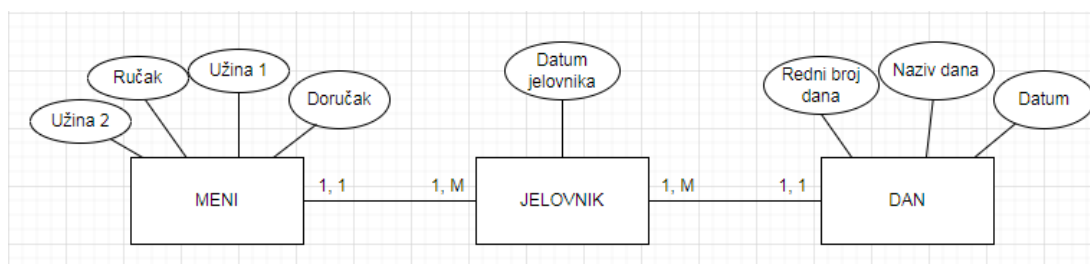 Užina 2
Ručak
Užina 1
Doručak
Datum
jelovnika
Redni broj
dana
Naziv dana
Datum
MENI
1, 1
1, M
JELOVNIK
1, M
1, 1
DAN